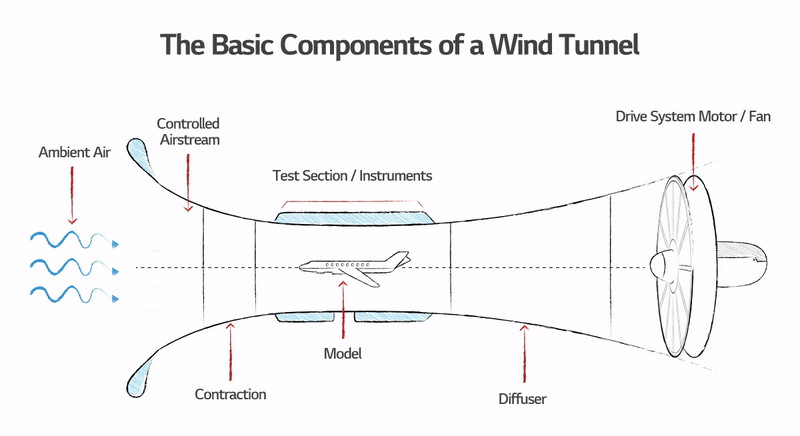 The Basic Components of a Wind Tunnel
Drive System Motor / Fan
Controlled
Airstream
Ambient Air
Test Section / Instruments
Model
Contraction
Diffuser